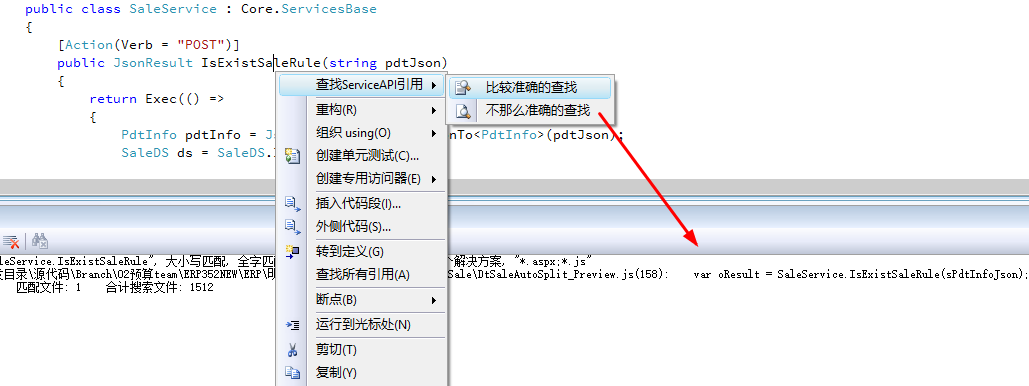 public class SaleService : Core.ServicesBase
{
[Action(Verb = "POST")]
public JsonResult IsExistSaleRule(string pdtJson)
{
return Exec(() =>
{
PdtInfo pdtInfo = Js nTo<PdtInfo>(pdtJson);
SaleDS ds = SaleDS.
查找ServiceAPI引用
比较准确的查找
不那么准确的查找
重构(R)
组织 using(O)
创建单元测试(C)...
创建专用访问器(E)
插入代码段(I)...
外侧代码(S)...
转到定义(G)
查找所有引用(A)
断点(B)
运行到光标处(N)
剪切(T)
复制(Y)
leService.IsExistSaleRule", 大小写匹配, 全字匹 个解决方案, "*.aspx;*.js"
发目录\源代码\Branch\02预算team\ERP352NEW\ERP\ Sale\DtSaleAutoSplit_Preview.js(158): var oResult = SaleService.IsExistSaleRule(sPdtInfoJson);
匹配文件: 1 合计搜索文件: 1512